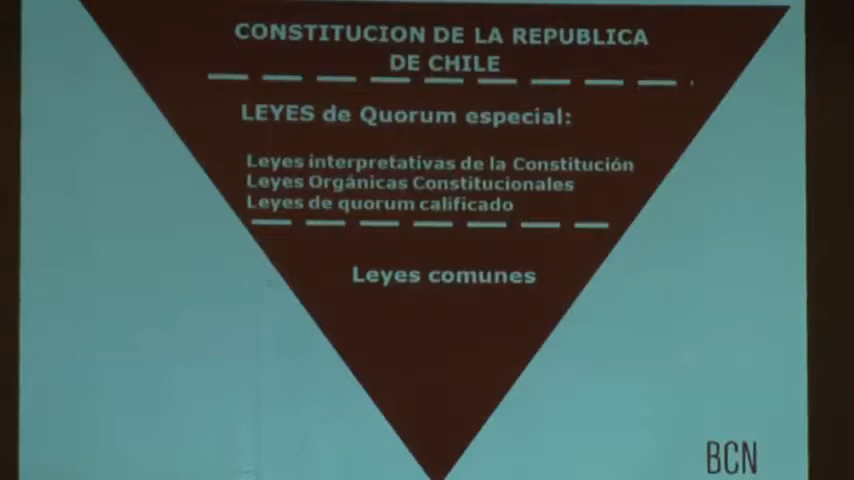 CONSTITUCION DE LA REPUBLICA
DE CHILE
LEYES de Quorum especial:
Leyes interpretativas de la Constitución
Leyes Orgánicas Constitucionales
Leyes de quorum calificado
Leyes comunes
BCN